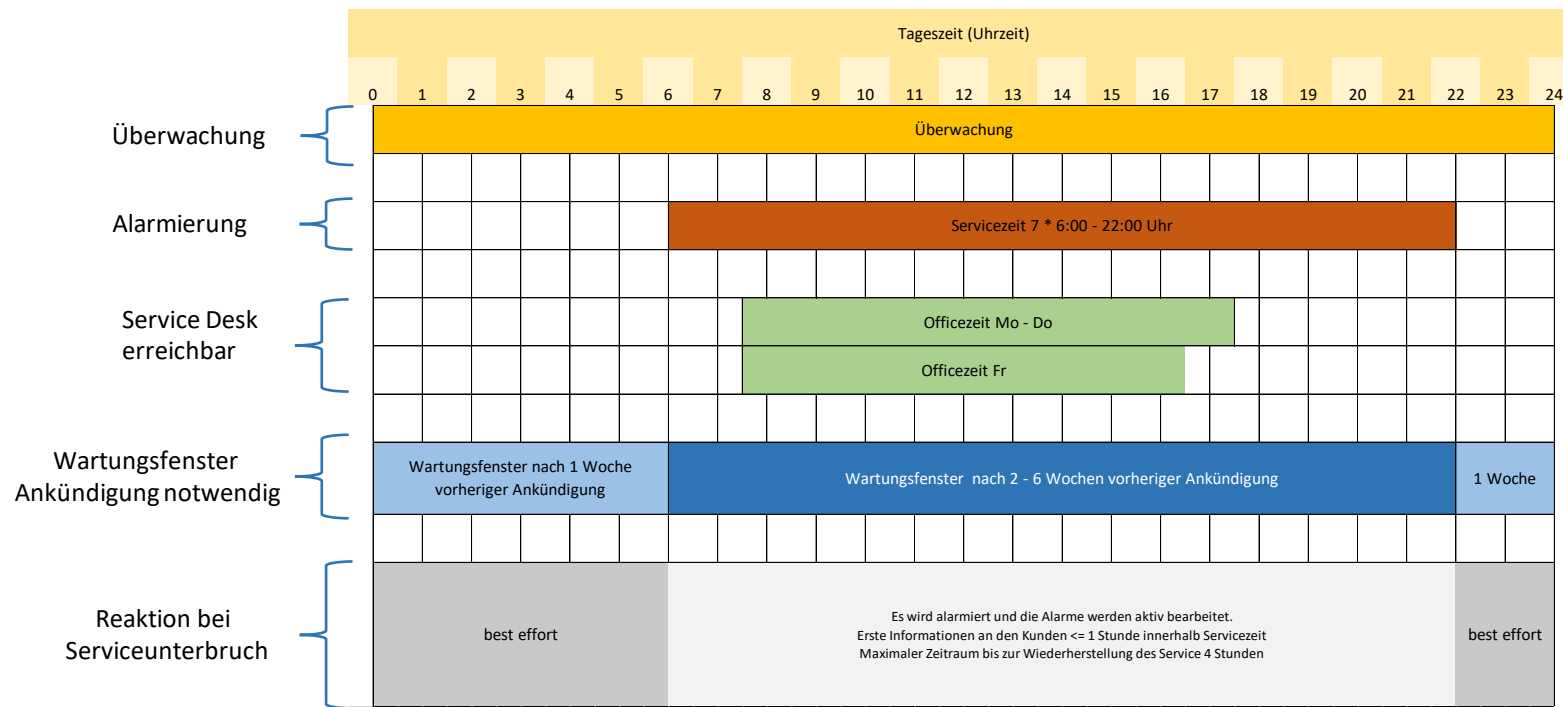 Tageszeit (Uhrzeit)
0 1 2 3 4 5 6 7 8 9 10 11 12 13 14 15 16 17 18 19 20 21 22 23 24
Überwachung
Überwachung
Alarmierung
Servicezeit 7 * 6:00 - 22:00 Uhr
Service Desk
erreichbar
Officezeit Mo - Do
Officezeit Fr
Wartungsfenster
Ankündigung notwendig
Wartungsfenster nach 1 Woche
vorheriger Ankündigung
Wartungsfenster nach 2 - 6 Wochen vorheriger Ankündigung
1 Woche
Reaktion bei
Serviceunterbruch
best effort
Es wird alarmiert und die Alarme werden aktiv bearbeitet.
Erste Informationen an den Kunden <= 1 Stunde innerhalb Servicezeit
Maximaler Zeitraum bis zur Wiederherstellung des Service 4 Stunden
best effort